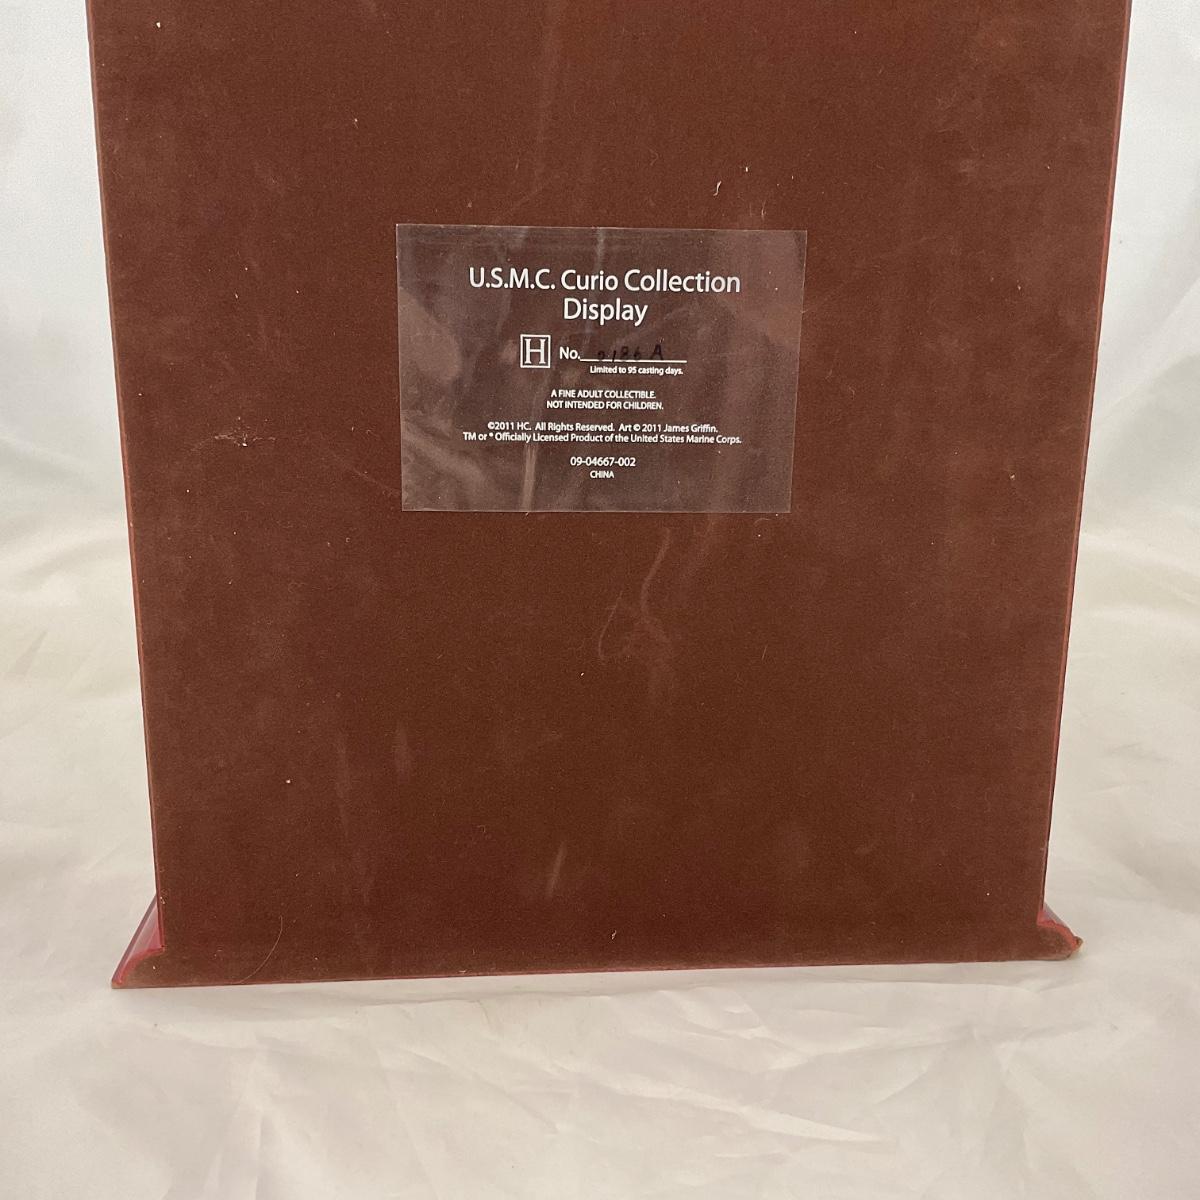 U.S.M.C. Curio Collection
Display
H No. 2186 A
Limited to 95 casting days.
A FINE ADULT COLLECTIBLE.
NOT INTENDED FOR CHILDREN.
©2011 HC. All Rights Reserved. Art © 2011 James Griffin.
TM or ® Officially Licensed Product of the United States Marine Corps.
09-04667-002
CHINA